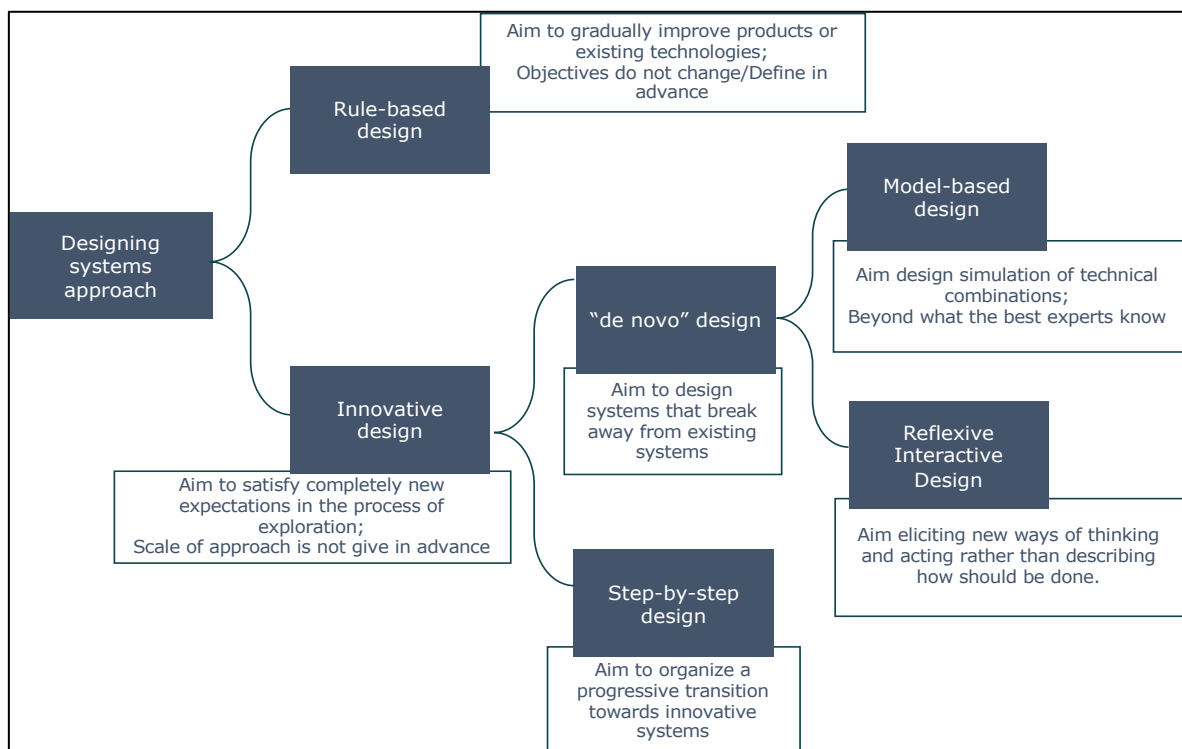 Aim to gradually improve products or
existing technologies;
Objectives do not change/Define in
advance
Rule-based
design
Model-based
design
Designing
systems
approach
Aim design simulation of technical
combinations;
Beyond what the best experts know
“de novo” design
Aim to design
systems that break
away from existing
systems
Innovative
design
Reflexive
Interactive
Design
Aim to satisfy completely new
expectations in the process of
exploration;
Scale of approach is not give in advance
Aim eliciting new ways of thinking
and acting rather than describing
how should be done.
Step-by-step
design
Aim to organize a
progressive transition
towards innovative
systems